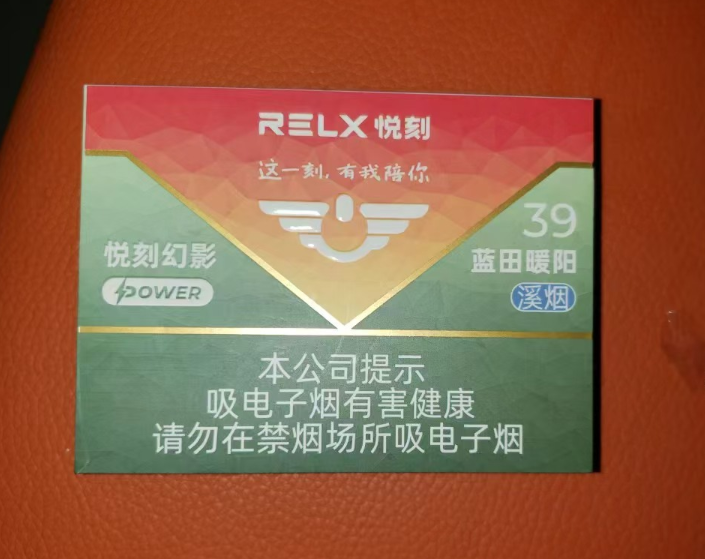 RELX 悦刻
这一刻,有我陪你
39
悦刻幻影
蓝田暖阳
POWER
溪烟
本公司提示
吸电子烟有害健康
请勿在禁烟场所吸电子烟